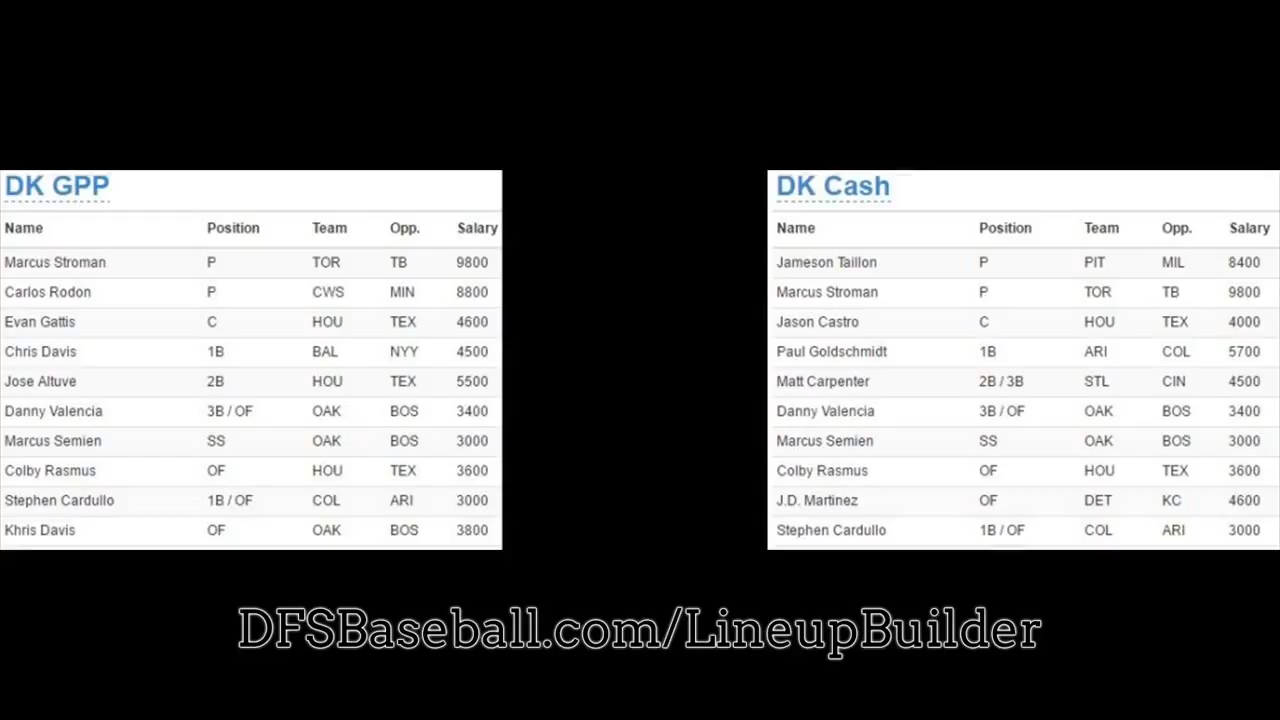 DK GPP
Name Position Team Opp. Salary
Marcus Stroman P TOR TB 9800
Carlos Rodon P CWS MIN 8800
Evan Gattis C HOU TEX 4600
Chris Davis 1B BAL NYY 4500
Jose Altuve 2B HOU TEX 5500
Danny Valencia 3B / OF OAK BOS 3400
Marcus Semien SS OAK BOS 3000
Colby Rasmus OF HOU TEX 3600
Stephen Cardullo 1B / OF COL ARI 3000
Khris Davis OF OAK BOS 3800
DK Cash
Name Position Team Opp. Salary
Jameson Taillon P PIT MIL 8400
Marcus Stroman P TOR TB 9800
Jason Castro C HOU TEX 4000
Paul Goldschmidt 1B ARI COL 5700
Matt Carpenter 2B / 3B STL CIN 4500
Danny Valencia 3B / OF OAK BOS 3400
Marcus Semien SS OAK BOS 3000
Colby Rasmus OF HOU TEX 3600
J.D. Martinez OF DET KC 4600
Stephen Cardullo 1B / OF COL ARI 3000
DFSBaseball.com/LineupBuilder